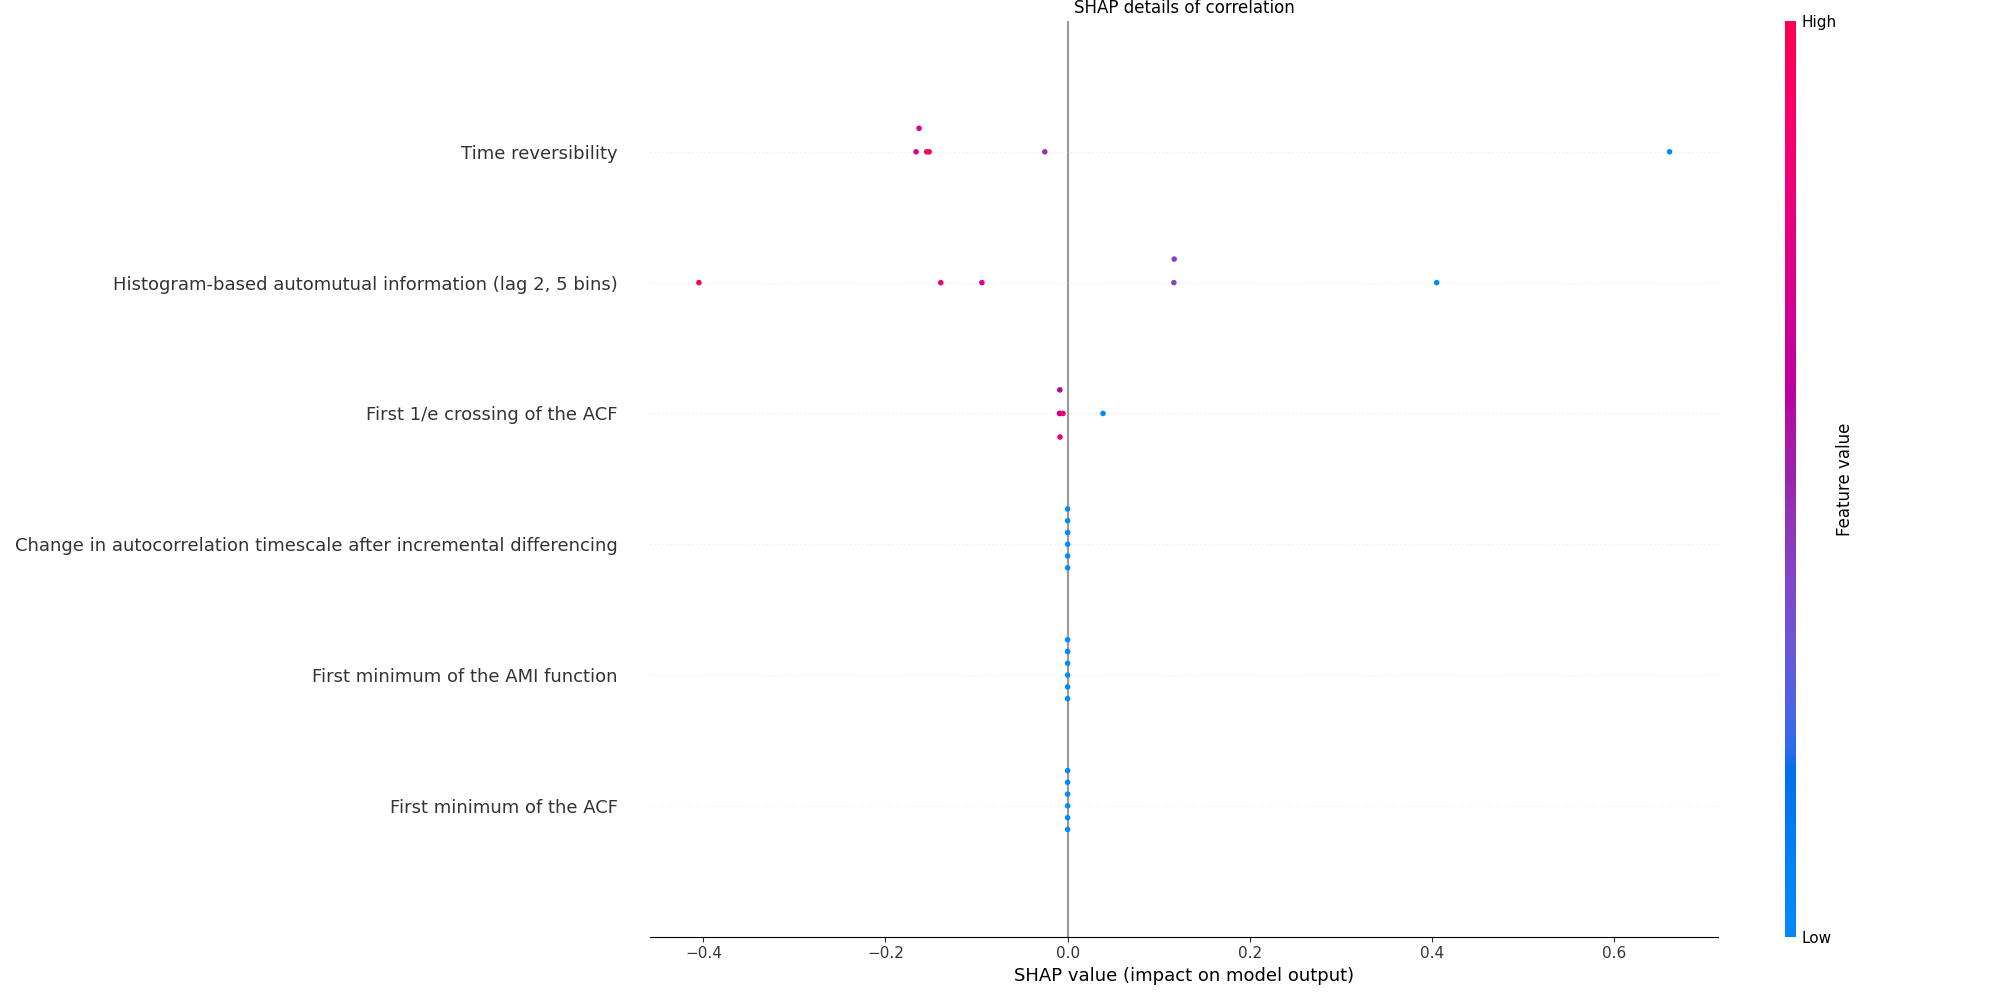 SHAP details of correlation
High
Time reversibility
Histogram-based automutual information (lag 2, 5 bins)
First 1/e crossing of the ACF
Change in autocorrelation timescale after incremental differencing
First minimum of the AMI function
First minimum of the ACF
Feature value
Low
−0.4 −0.2 0.0 0.2 0.4 0.6
SHAP value (impact on model output)